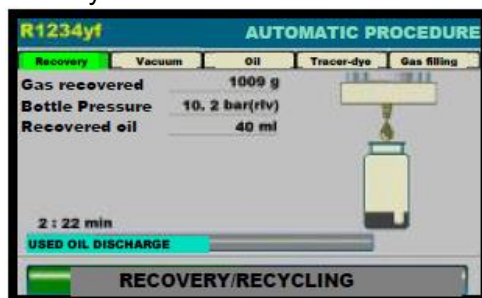 R1234yf AUTOMATIC PROCEDURE
Recovery Vacuum Oil Tracer-dye Gas filling
Gas recovered 1009 g
Bottle Pressure 10. 2 bar(rlv)
Recovered oil 40 ml
2 : 22 min
USED OIL DISCHARGE
RECOVERY/RECYCLING